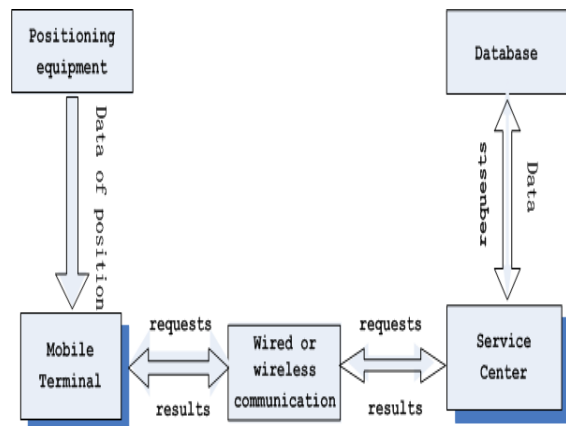 Positioning
equipment
Database
Data of position
requests
Data
Mobile
Terminal
requests
results
Wired or
wireless
communication
requests
results
Service
Center